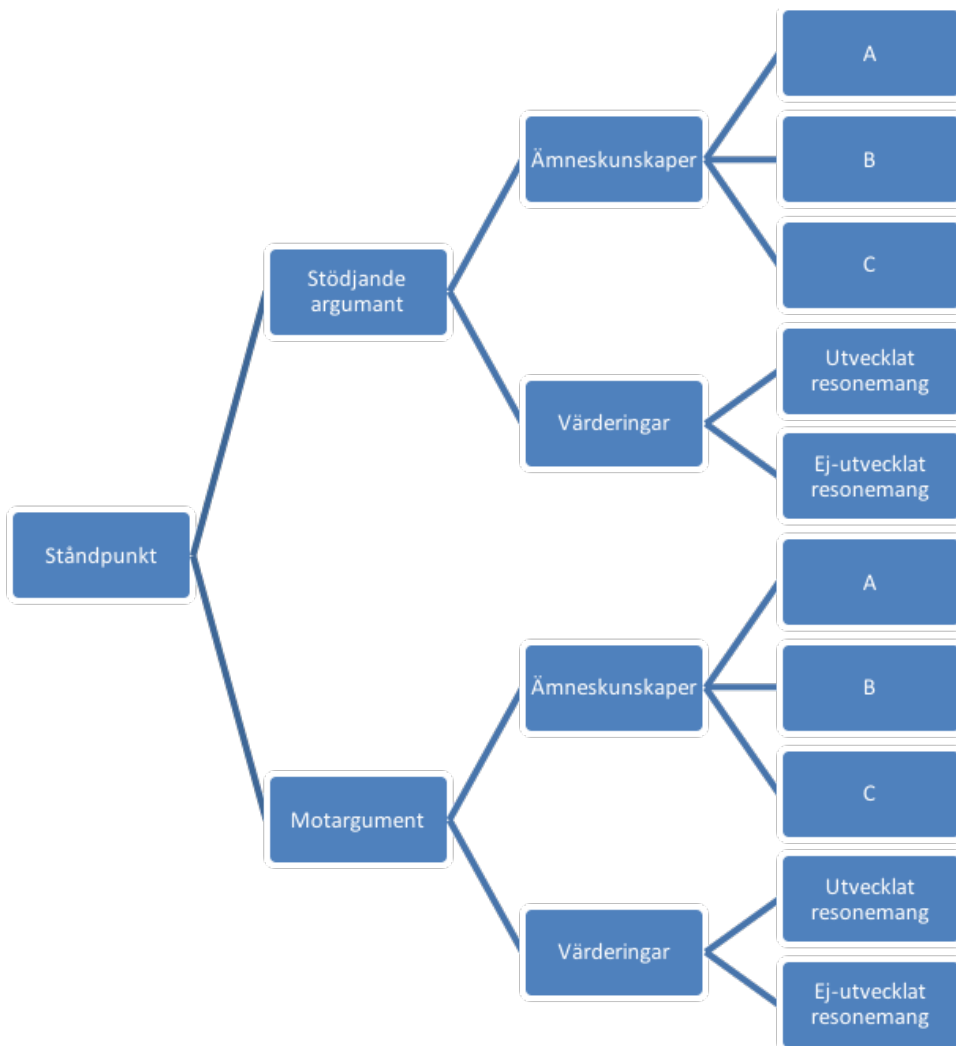 A
Ämneskunskaper
B
C
Stödjande
argumant
Utvecklat
resonemang
Värderingar
Ej-utvecklat
resonemang
Ståndpunkt
A
Ämneskunskaper
B
C
Motargument
Utvecklat
resonemang
Värderingar
Ej-utvecklat
resonemang